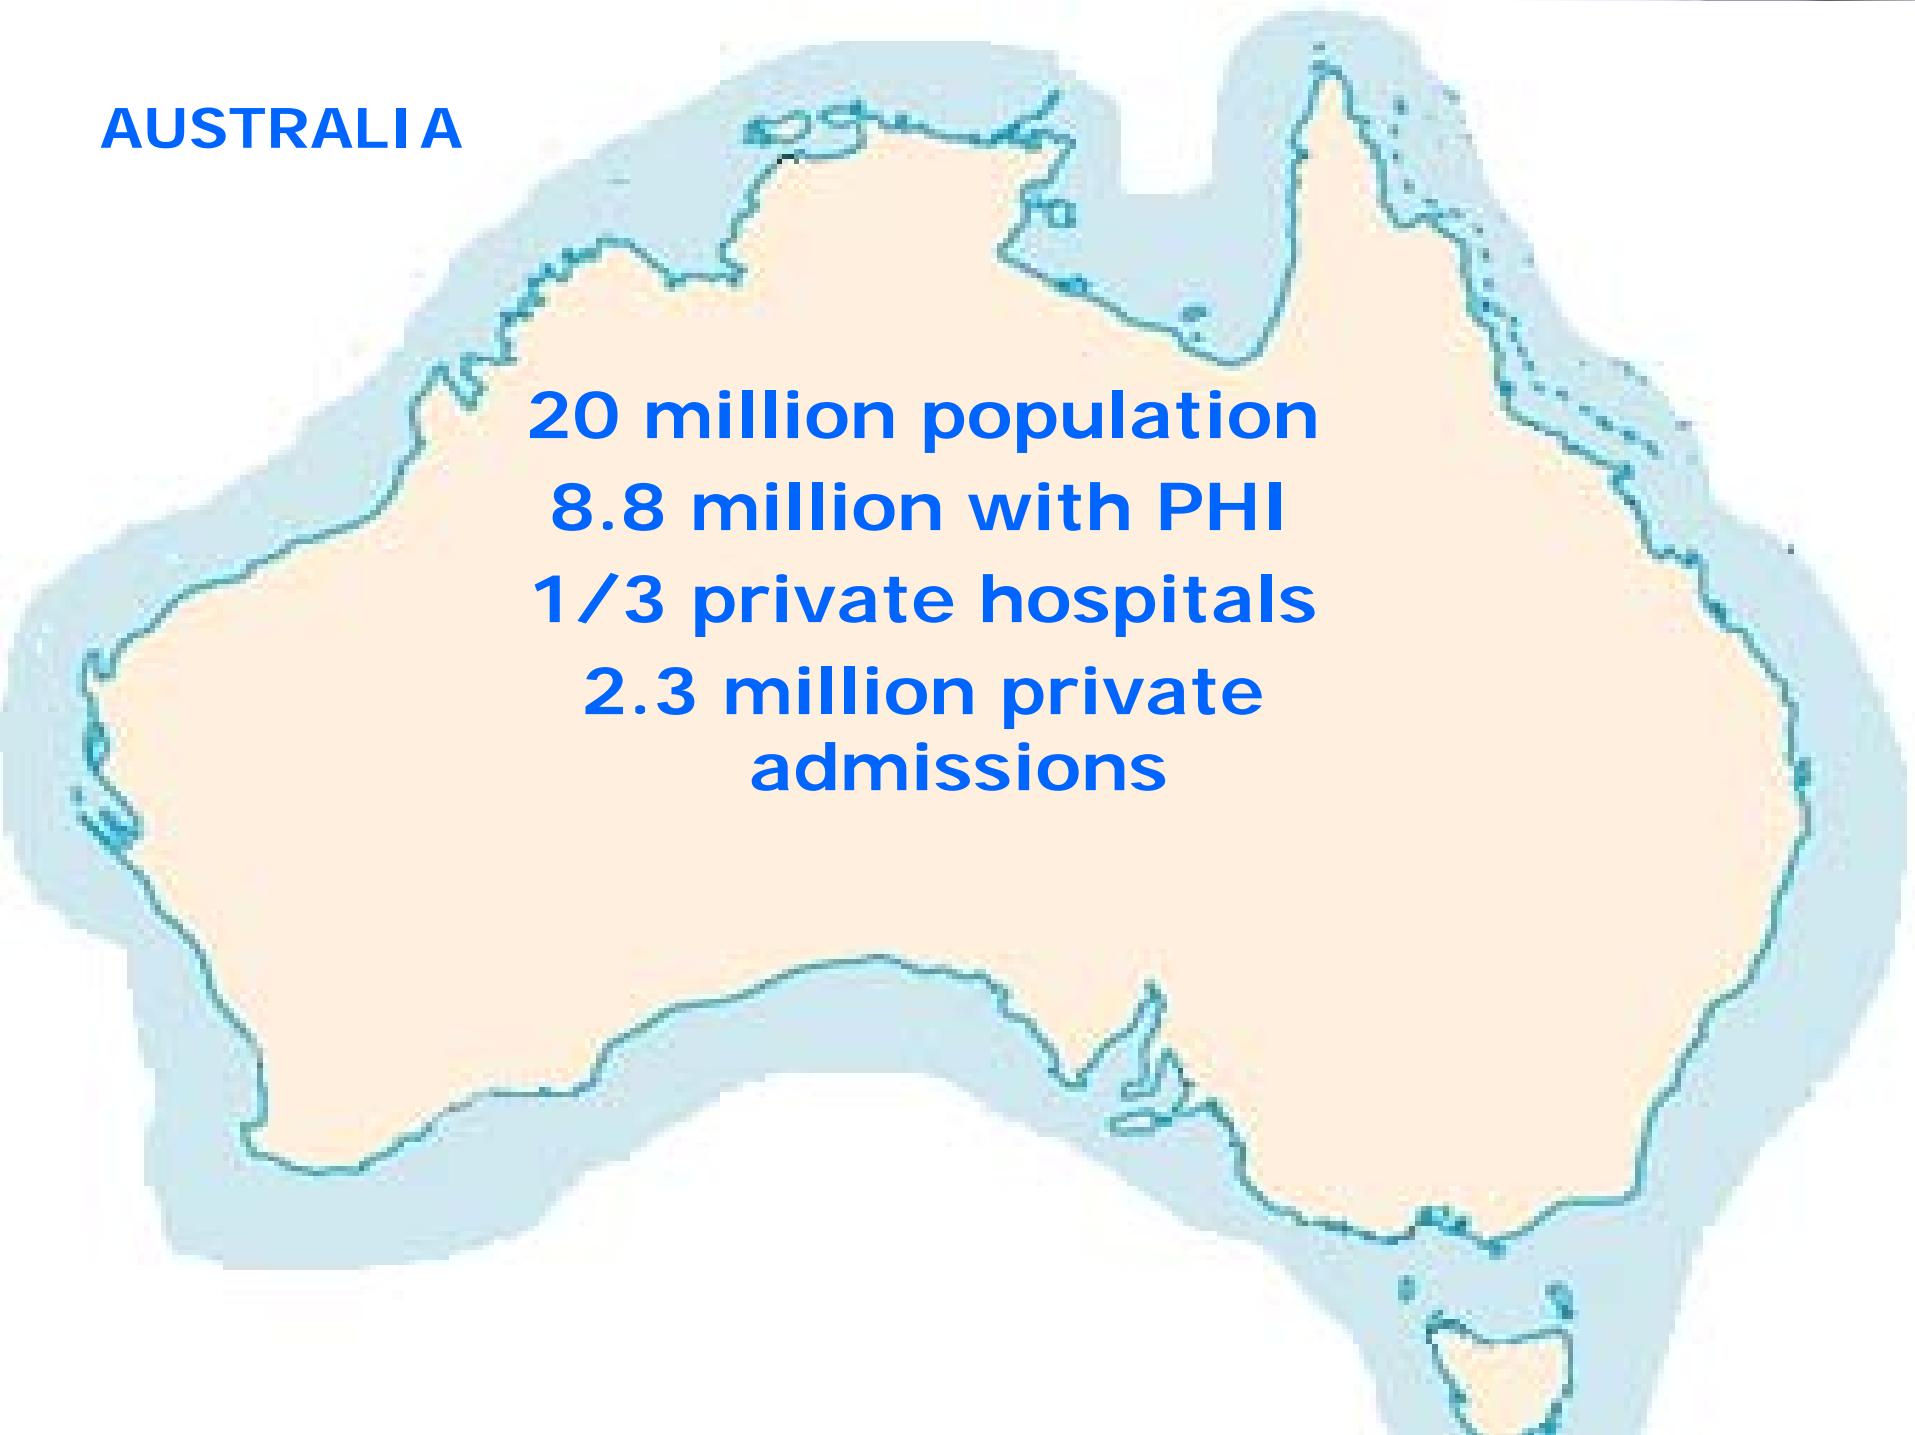 AUSTRALIA
20 million population
8.8 million with PHI
1/3 private hospitals
2.3 million private
admissions